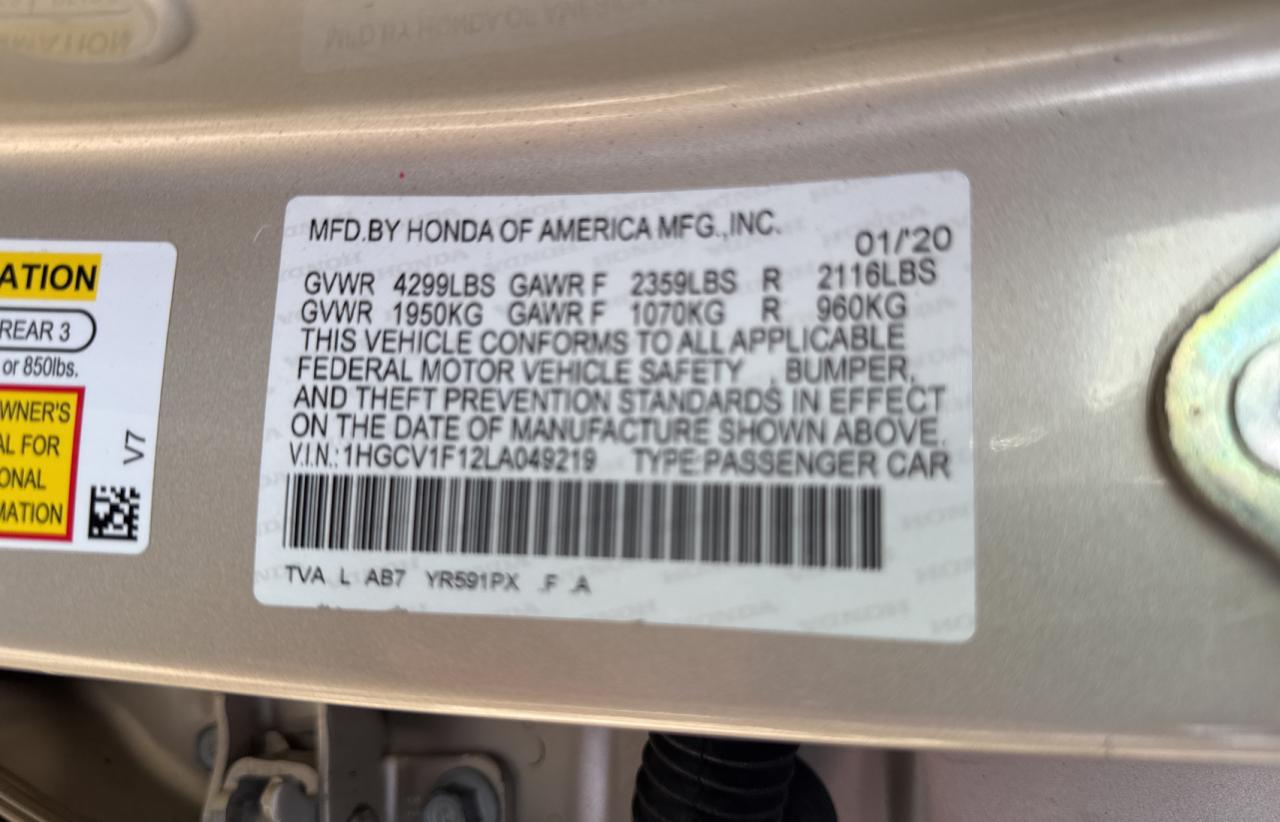 MFD.BY HONDA OF AMERICA MFG.,INC.
01/'20
GVWR 4299LBS GAWR F 2359LBS R 2116LBS
GVWR 1950KG GAWR F 1070KG R 960KG
THIS VEHICLE CONFORMS TO ALL APPLICABLE
FEDERAL MOTOR VEHICLE SAFETY , BUMPER,
AND THEFT PREVENTION STANDARDS IN EFFECT
ON THE DATE OF MANUFACTURE SHOWN ABOVE.
V.I.N.:1HGCV1F12LA049219 TYPE:PASSENGER CAR
TVA L AB7 YR591PX .F .A
ATION
REAR 3
or 850lbs.
WNER'S
AL FOR
ONAL
MATION
V7